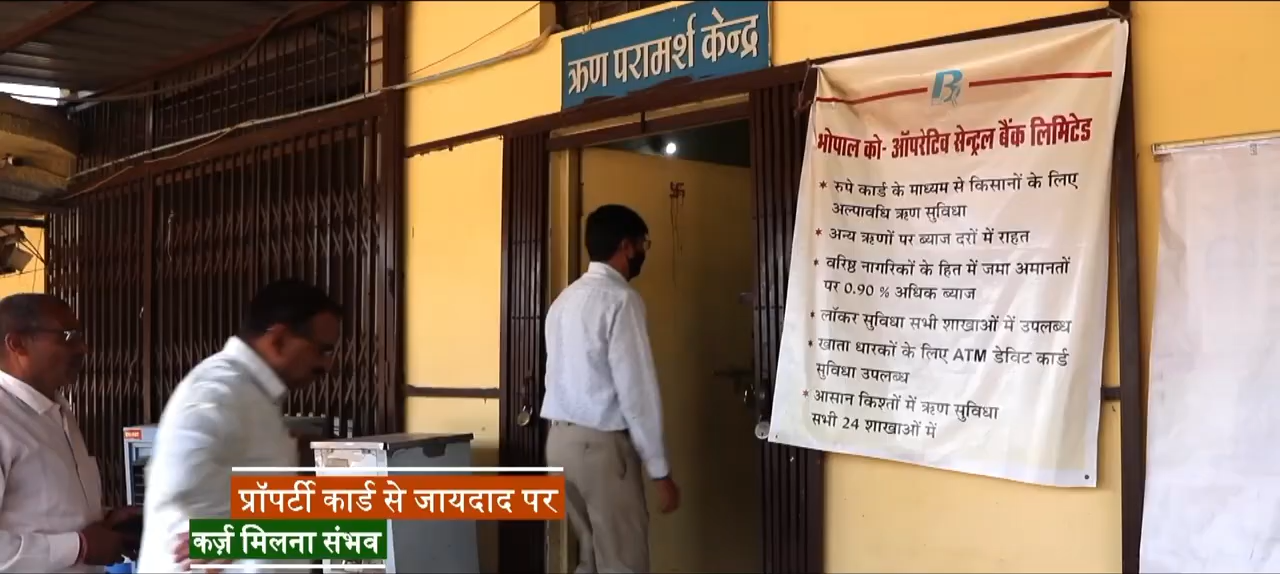 ऋण परामर्श केन्द्र
भोपाल को- ऑपरेटिव सेन्ट्रल बैंक लिमिटेड
* रुपे कार्ड के माध्यम से किसानों के लिए
अल्पावधि ऋण सुविधा
* अन्य ऋणों पर ब्याज दरों में राहत
* वरिष्ठ नागरिकों के हित में जमा अमानतों
पर 0.90 % अधिक ब्याज
* लॉकर सुविधा सभी शाखाओं में उपलब्ध
* खाता धारकों के लिए ATM डेविट कार्ड
सुविधा उपलब्ध
* आसान किश्तों में ऋण सुविधा
सभी 24 शाखाओं में
प्रॉपर्टी कार्ड से जायदाद पर
कर्ज़ मिलना संभव